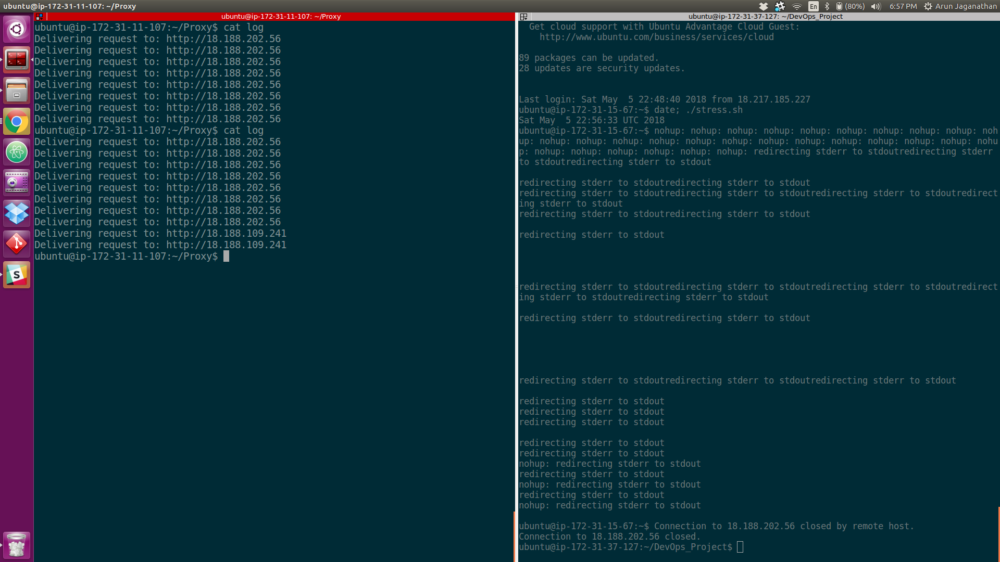 ubuntu@ip-172-31-11-107: ~/Proxy
En
(80%)
6:57 PM
Arun Jaganathan
ubuntu@ip-172-31-11-107: ~/Proxy
ubuntu@ip-172-31-11-107:~/Proxy$ cat log
Delivering request to: http://18.188.202.56
Delivering request to: http://18.188.202.56
Delivering request to: http://18.188.202.56
Delivering request to: http://18.188.202.56
Delivering request to: http://18.188.202.56
Delivering request to: http://18.188.202.56
Delivering request to: http://18.188.202.56
Delivering request to: http://18.188.202.56
ubuntu@ip-172-31-11-107:~/Proxy$ cat log
Delivering request to: http://18.188.202.56
Delivering request to: http://18.188.202.56
Delivering request to: http://18.188.202.56
Delivering request to: http://18.188.202.56
Delivering request to: http://18.188.202.56
Delivering request to: http://18.188.202.56
Delivering request to: http://18.188.202.56
Delivering request to: http://18.188.202.56
Delivering request to: http://18.188.109.241
Delivering request to: http://18.188.109.241
ubuntu@ip-172-31-11-107:~/Proxy$
ubuntu@ip-172-31-37-127: ~/DevOps_Project
Get cloud support with Ubuntu Advantage Cloud Guest:
http://www.ubuntu.com/business/services/cloud
89 packages can be updated.
28 updates are security updates.
Last login: Sat May  5 22:48:40 2018 from 18.217.185.227
ubuntu@ip-172-31-15-67:~$ date; ./stress.sh
Sat May  5 22:56:33 UTC 2018
ubuntu@ip-172-31-15-67:~$ nohup: nohup: nohup: nohup: nohup: nohup: nohup: nohup: nohup: noh
up: nohup: nohup: nohup: nohup: nohup: nohup: nohup: nohup: nohup: nohup: nohup: nohup: nohu
p: nohup: nohup: nohup: nohup: nohup: nohup: redirecting stderr to stdoutredirecting stderr
to stdoutredirecting stderr to stdout
redirecting stderr to stdoutredirecting stderr to stdout
redirecting stderr to stdoutredirecting stderr to stdoutredirecting stderr to stdoutredirect
ing stderr to stdout
redirecting stderr to stdoutredirecting stderr to stdout
redirecting stderr to stdout
redirecting stderr to stdoutredirecting stderr to stdoutredirecting stderr to stdoutredirect
ing stderr to stdoutredirecting stderr to stdout
redirecting stderr to stdoutredirecting stderr to stdout
redirecting stderr to stdoutredirecting stderr to stdoutredirecting stderr to stdout
redirecting stderr to stdout
redirecting stderr to stdout
redirecting stderr to stdout
redirecting stderr to stdout
redirecting stderr to stdout
nohup: redirecting stderr to stdout
redirecting stderr to stdout
nohup: redirecting stderr to stdout
redirecting stderr to stdout
nohup: redirecting stderr to stdout
ubuntu@ip-172-31-15-67:~$ Connection to 18.188.202.56 closed by remote host.
Connection to 18.188.202.56 closed.
ubuntu@ip-172-31-37-127:~/DevOps_Project$
S